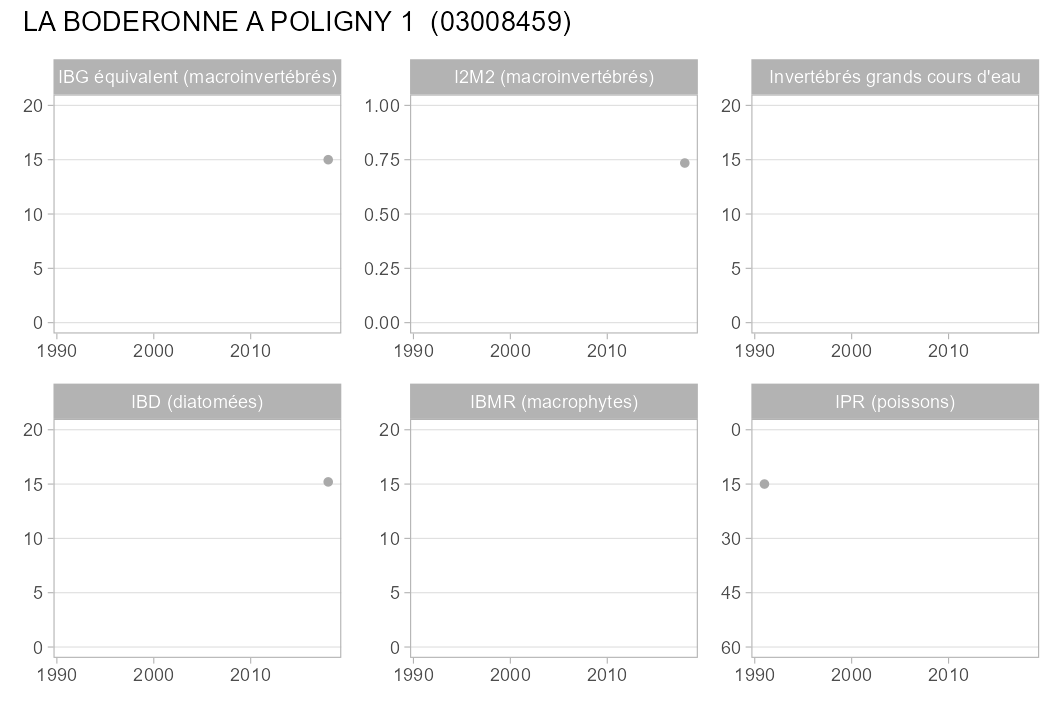 LA BODERONNE A POLIGNY 1 (03008459)
IBG équivalent (macroinvertébrés)
I2M2 (macroinvertébrés)
Invertébrés grands cours d'eau
20
15
10
5
0
1990 2000 2010
1.00
0.75
0.50
0.25
0.00
1990 2000 2010
20
15
10
5
0
1990 2000 2010
IBD (diatomées)
IBMR (macrophytes)
IPR (poissons)
20
15
10
5
0
1990 2000 2010
20
15
10
5
0
1990 2000 2010
0
15
30
45
60
1990 2000 2010